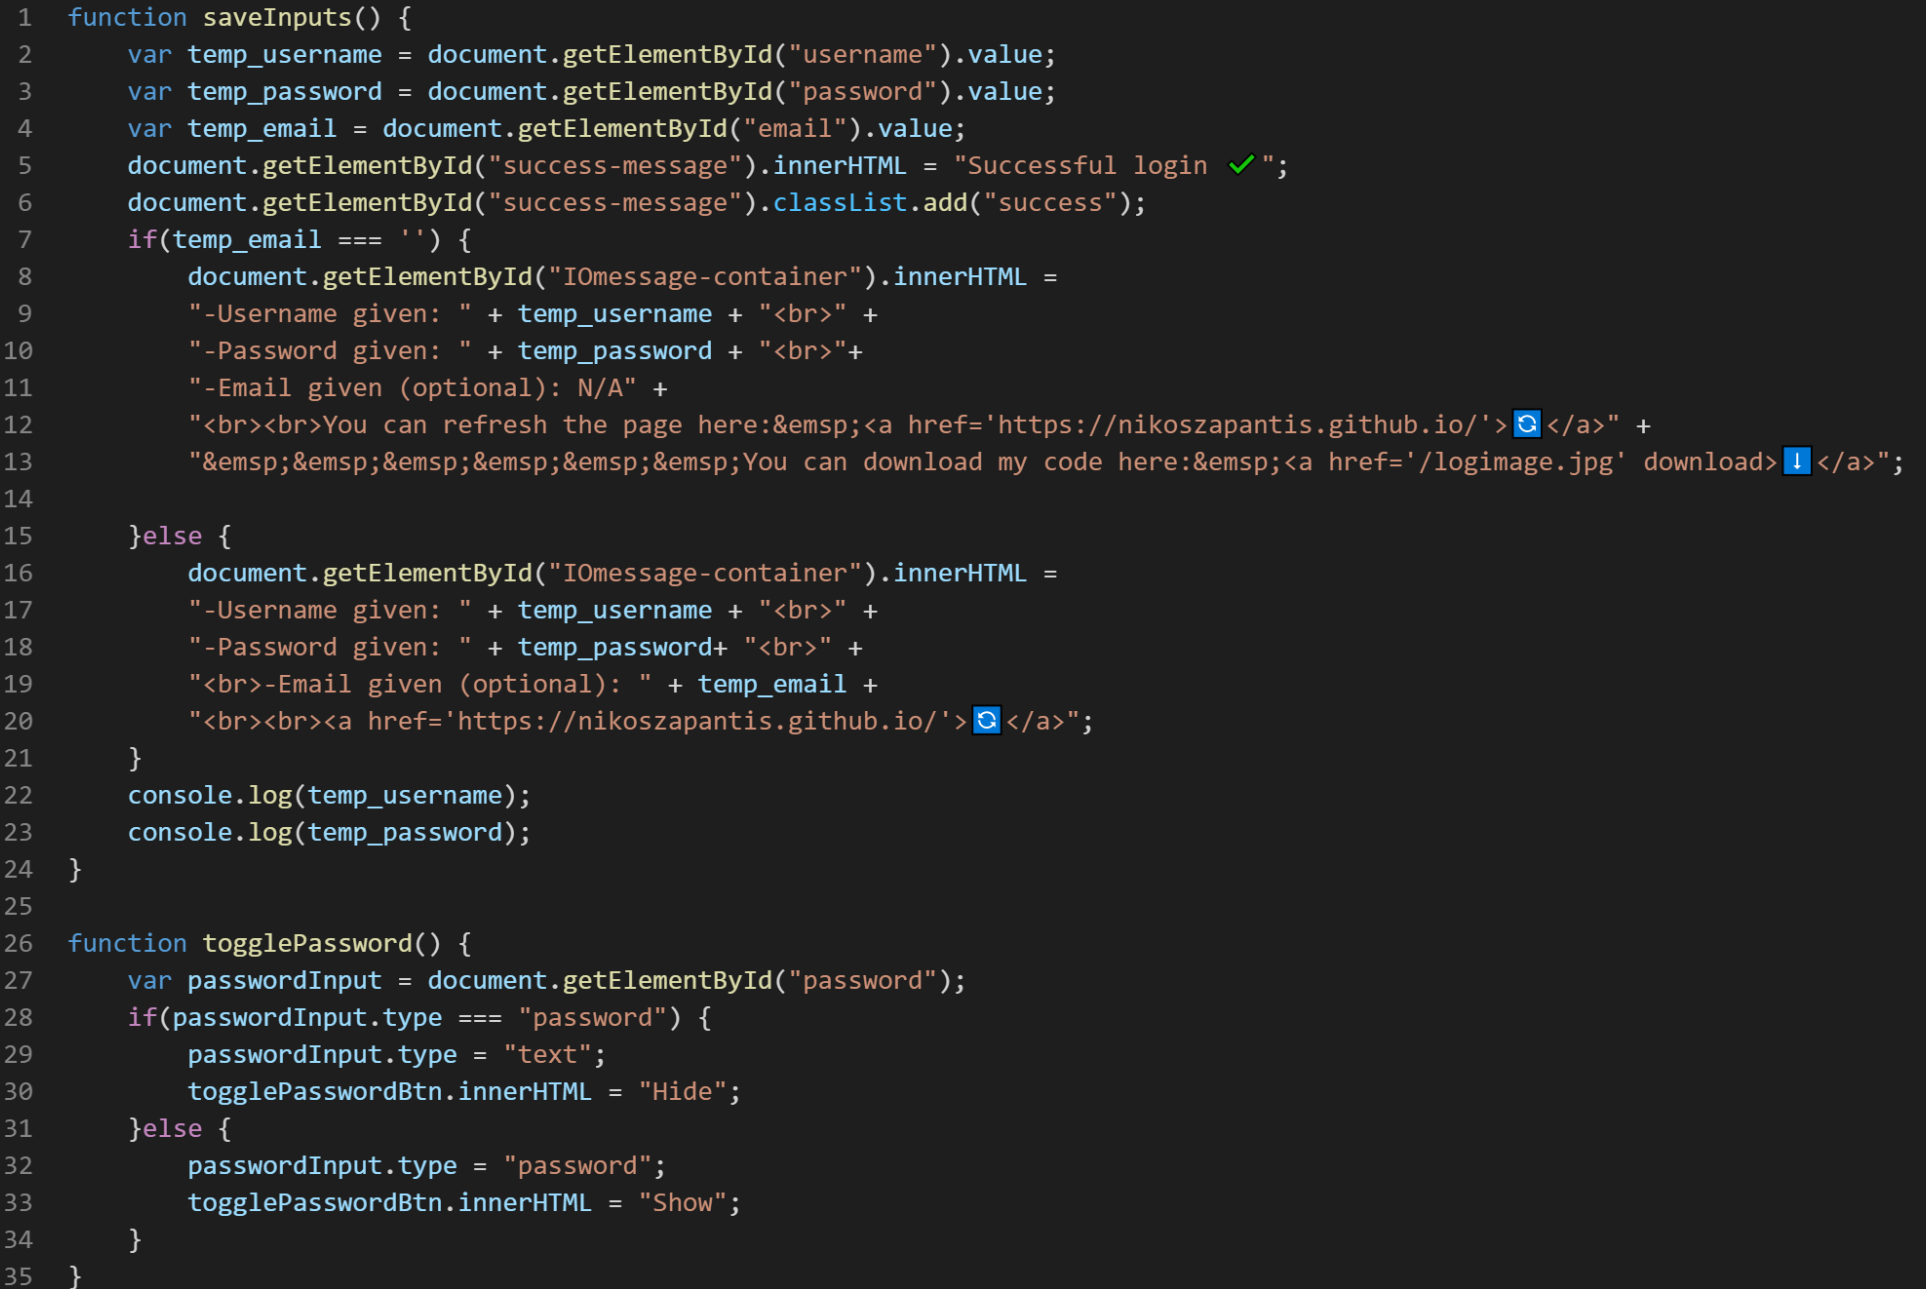 1 function saveInputs() {
2     var temp_username = document.getElementById("username").value;
3     var temp_password = document.getElementById("password").value;
4     var temp_email = document.getElementById("email").value;
5     document.getElementById("success-message").innerHTML = "Successful login ✔";
6     document.getElementById("success-message").classList.add("success");
7     if(temp_email === '') {
8         document.getElementById("IOmessage-container").innerHTML =
9         "-Username given: " + temp_username + "<br>" +
10         "-Password given: " + temp_password + "<br>"+
11         "-Email given (optional): N/A" +
12         "<br><br>You can refresh the page here:&emsp;<a href='https://nikoszapantis.github.io/'>🔄</a>" +
13         "&emsp;&emsp;&emsp;&emsp;&emsp;&emsp;You can download my code here:&emsp;<a href='/logimage.jpg' download>⬇</a>";
14
15     }else {
16         document.getElementById("IOmessage-container").innerHTML =
17         "-Username given: " + temp_username + "<br>" +
18         "-Password given: " + temp_password+ "<br>" +
19         "<br>-Email given (optional): " + temp_email +
20         "<br><br><a href='https://nikoszapantis.github.io/'>🔄</a>";
21     }
22     console.log(temp_username);
23     console.log(temp_password);
24 }
25
26 function togglePassword() {
27     var passwordInput = document.getElementById("password");
28     if(passwordInput.type === "password") {
29         passwordInput.type = "text";
30         togglePasswordBtn.innerHTML = "Hide";
31     }else {
32         passwordInput.type = "password";
33         togglePasswordBtn.innerHTML = "Show";
34     }
35 }